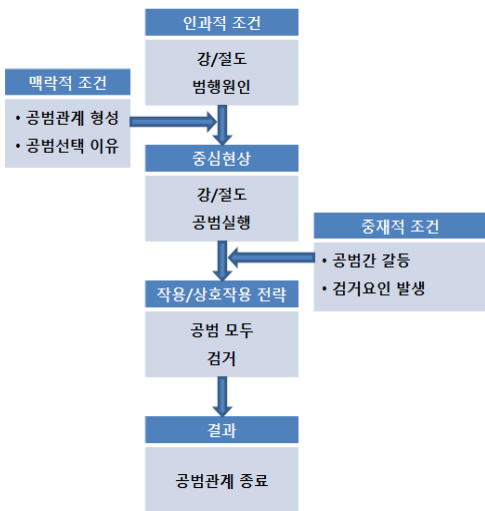 인과적 조건
강/절도
범행원인
맥락적 조건
• 공범관계 형성
• 공범선택 이유
중심현상
강/절도
공범실행
중재적 조건
• 공범간 갈등
• 검거요인 발생
작용/상호작용 전략
공범 모두
검거
결과
공범관계 종료